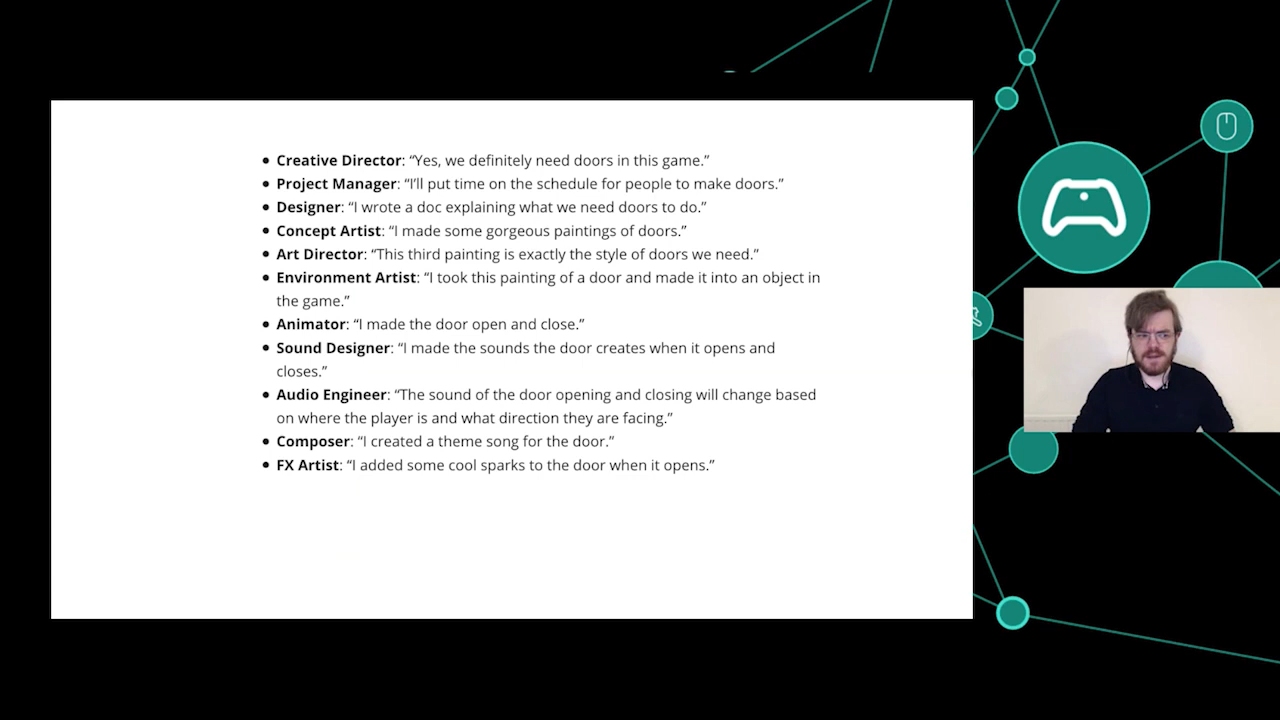 • Creative Director: “Yes, we definitely need doors in this game.”
• Project Manager: “I’ll put time on the schedule for people to make doors.”
• Designer: “I wrote a doc explaining what we need doors to do.”
• Concept Artist: “I made some gorgeous paintings of doors.”
• Art Director: “This third painting is exactly the style of doors we need.”
• Environment Artist: “I took this painting of a door and made it into an object in
the game.”
• Animator: “I made the door open and close.”
• Sound Designer: “I made the sounds the door creates when it opens and
closes.”
• Audio Engineer: “The sound of the door opening and closing will change based
on where the player is and what direction they are facing.”
• Composer: “I created a theme song for the door.”
• FX Artist: “I added some cool sparks to the door when it opens.”